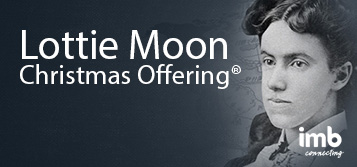 Lottie Moon
Christmas Offering®
imb
connecting